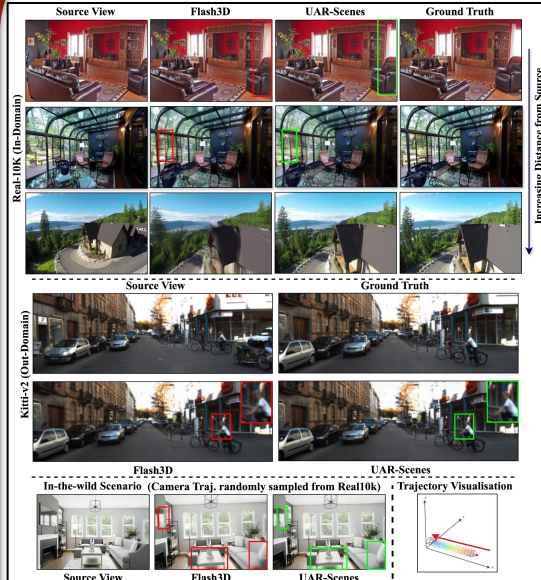 Source View Flash3D UAR-Scenes Ground Truth
Real-10K (In-Domain)
Increasing Distance from Source
Source View Ground Truth
Kitti-v2 (Out-Domain)
Flash3D UAR-Scenes
In-the-wild Scenario (Camera Traj. randomly sampled from Real10k) Trajectory Visualisation
Source View Flash3D UAR-Scenes